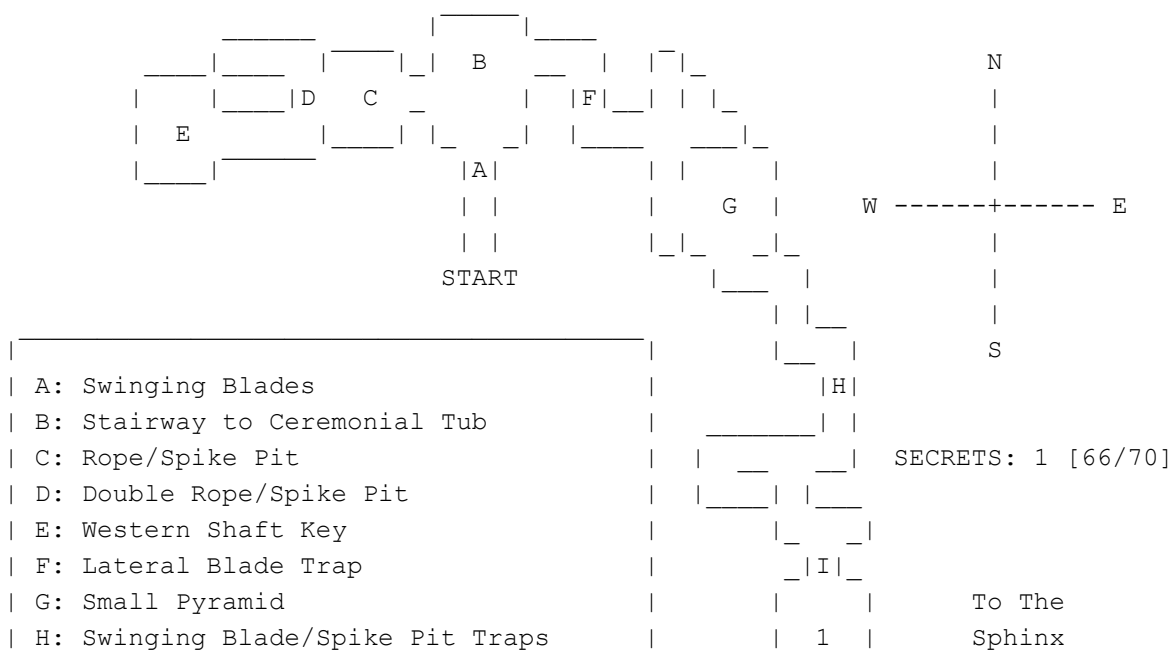 B
N
D C
F
E
A
G W E
START
S
A: Swinging Blades
H
B: Stairway to Ceremonial Tub
C: Rope/Spike Pit SECRETS: 1 [66/70]
D: Double Rope/Spike Pit
E: Western Shaft Key
F: Lateral Blade Trap I
G: Small Pyramid To The
H: Swinging Blade/Spike Pit Traps 1 Sphinx